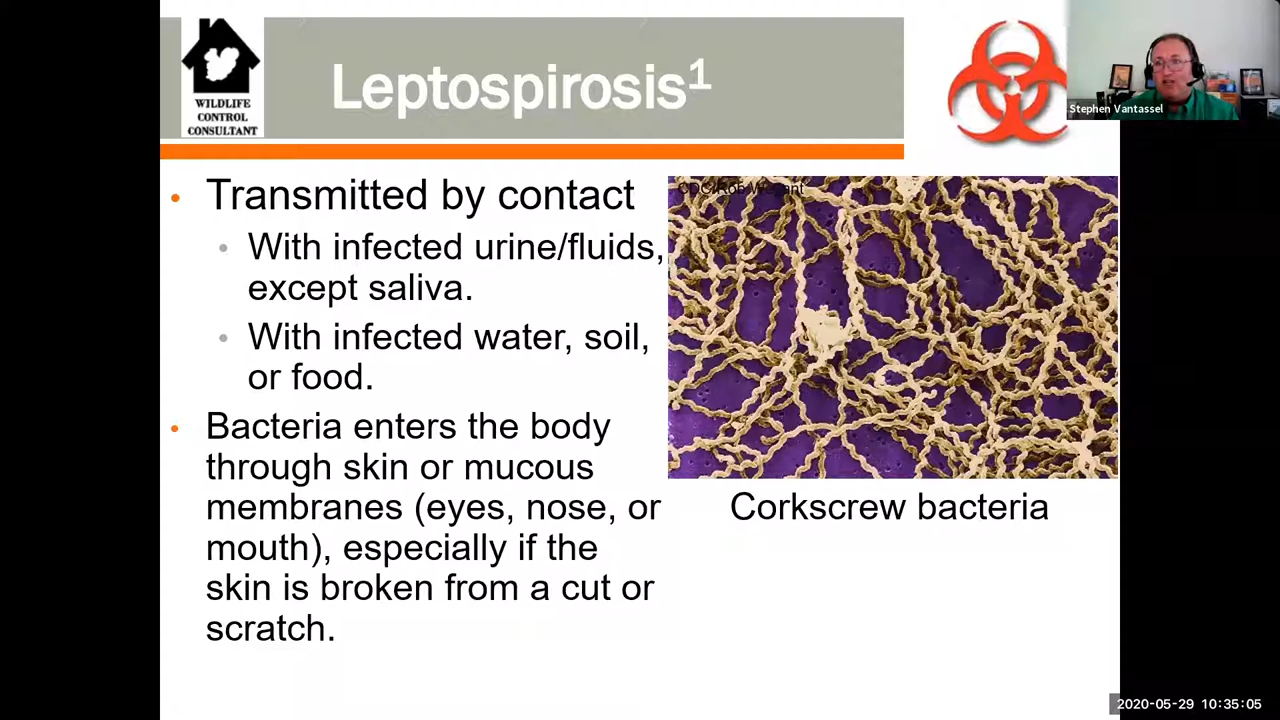 WILDLIFE
CONTROL
CONSULTANT
Leptospirosis1
Stephen Vantassel
• Transmitted by contact
• With infected urine/fluids,
except saliva.
• With infected water, soil,
or food.
• Bacteria enters the body
through skin or mucous
membranes (eyes, nose, or
mouth), especially if the
skin is broken from a cut or
scratch.
CDC/Rob
Corkscrew bacteria
2020-05-29 10:35:05